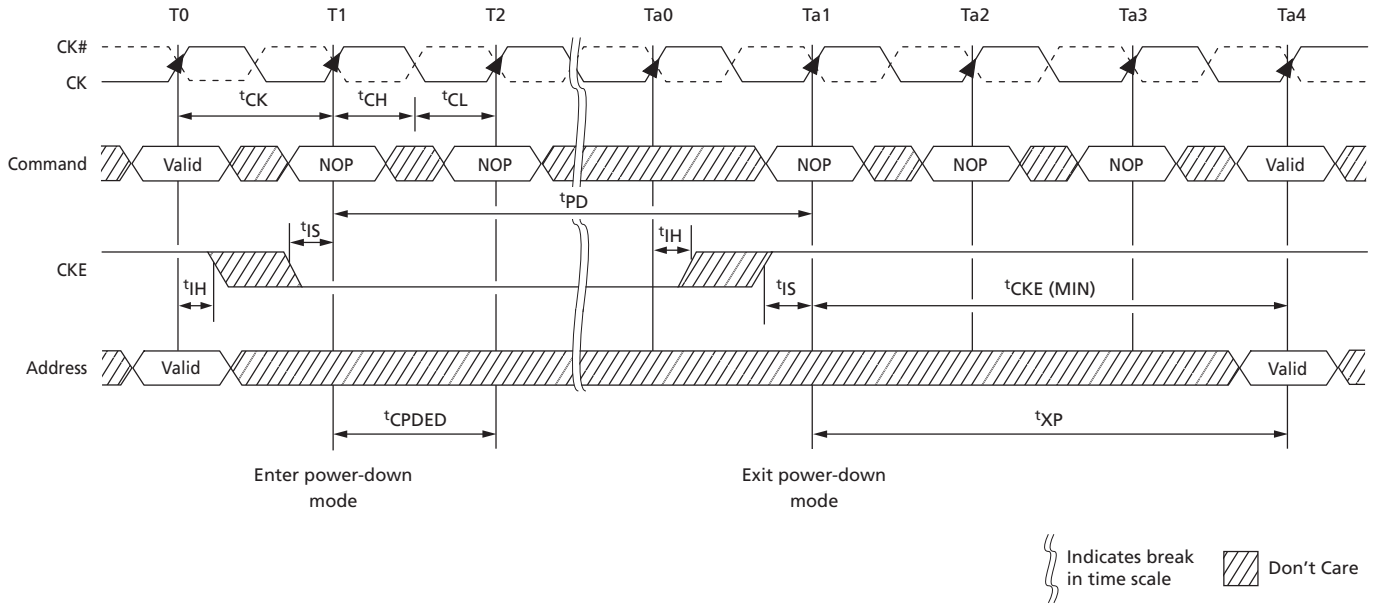 T0 T1 T2 Ta0 Ta1 Ta2 Ta3 Ta4
CK#
CK
tCK tCH tCL
Command Valid NOP NOP NOP NOP NOP Valid
tPD
tIS tIH
CKE
tIH tIS tCKE (MIN)
Address Valid Valid
tCPDED tXP
Enter power-down
mode
Exit power-down
mode
Indicates break
in time scale
Don't Care